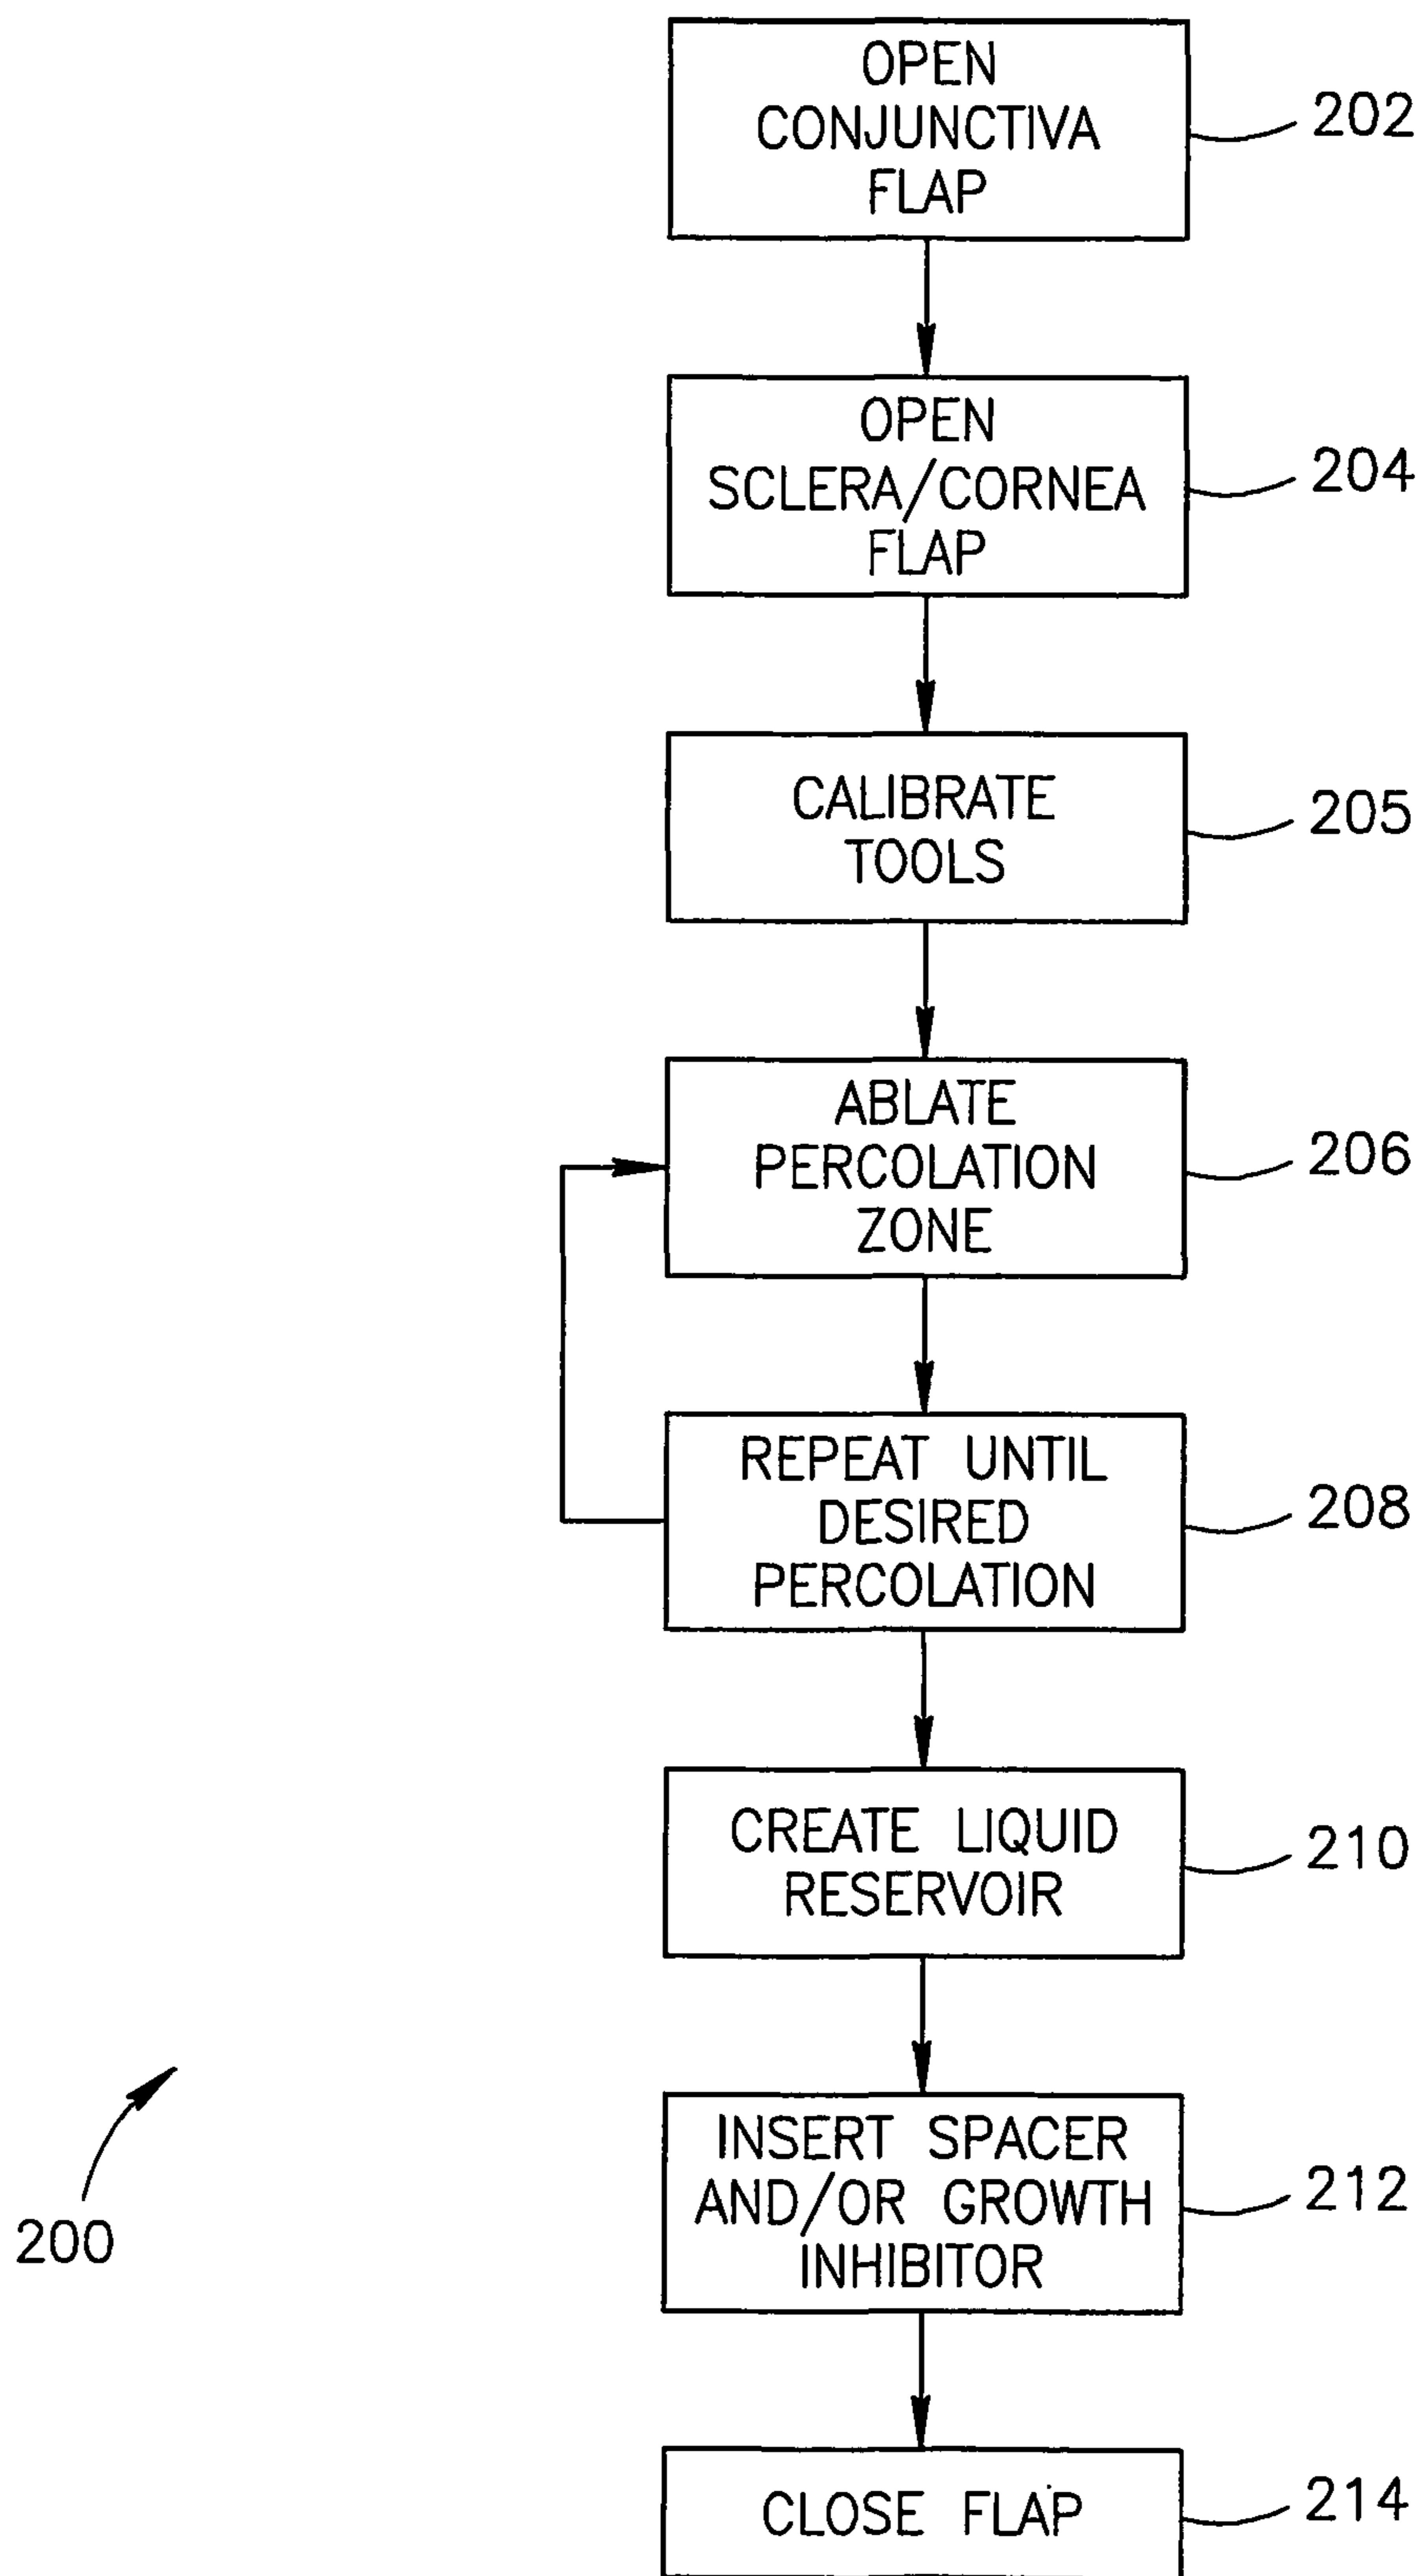 OPEN
CONJUNCTIVA
FLAP
202
OPEN
SCLERA/CORNEA
FLAP
204
CALIBRATE
TOOLS
205
ABLATE
PERCOLATION
ZONE
206
REPEAT UNTIL
DESIRED
PERCOLATION
208
CREATE LIQUID
RESERVOIR
210
INSERT SPACER
AND/OR GROWTH
INHIBITOR
212
200
CLOSE FLAP
214